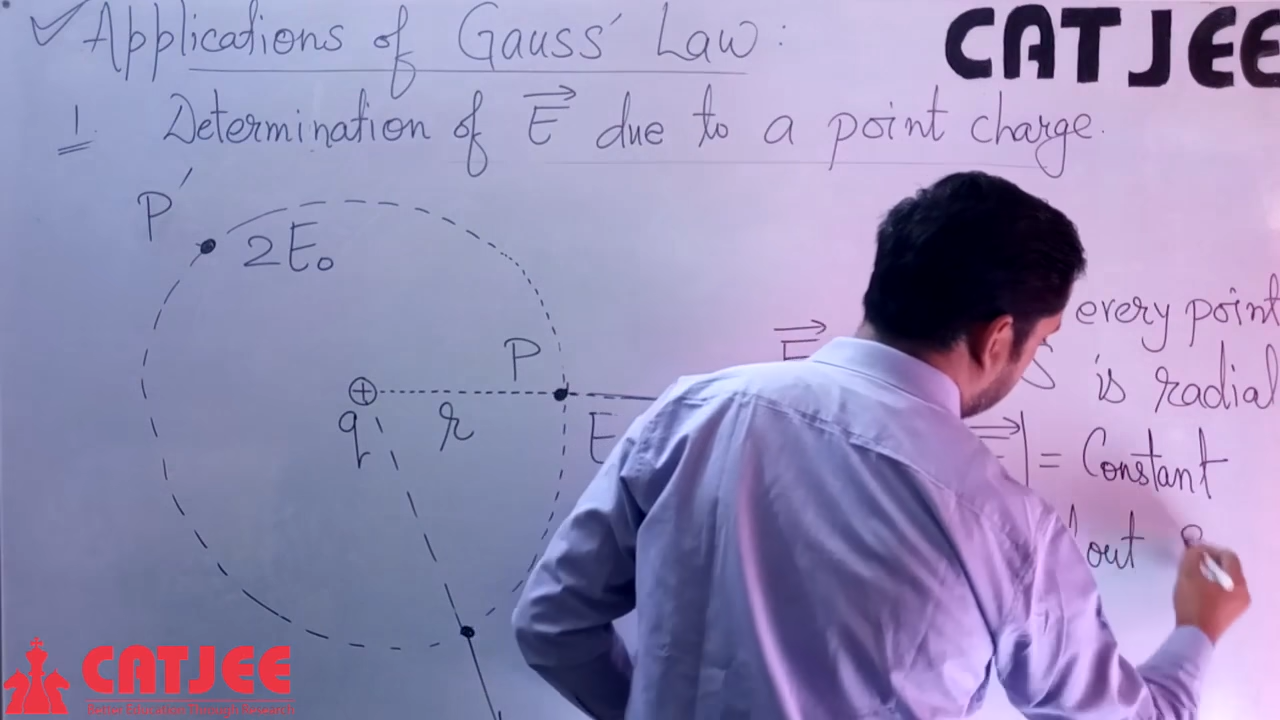 Applications of Gauss' Law :
CATJEE
1. Determination of E due to a point charge.
P'
2E₀
every point
P
E
S is radial
q
r
E
| = Constant
out
CATJEE
Better Education Through Research